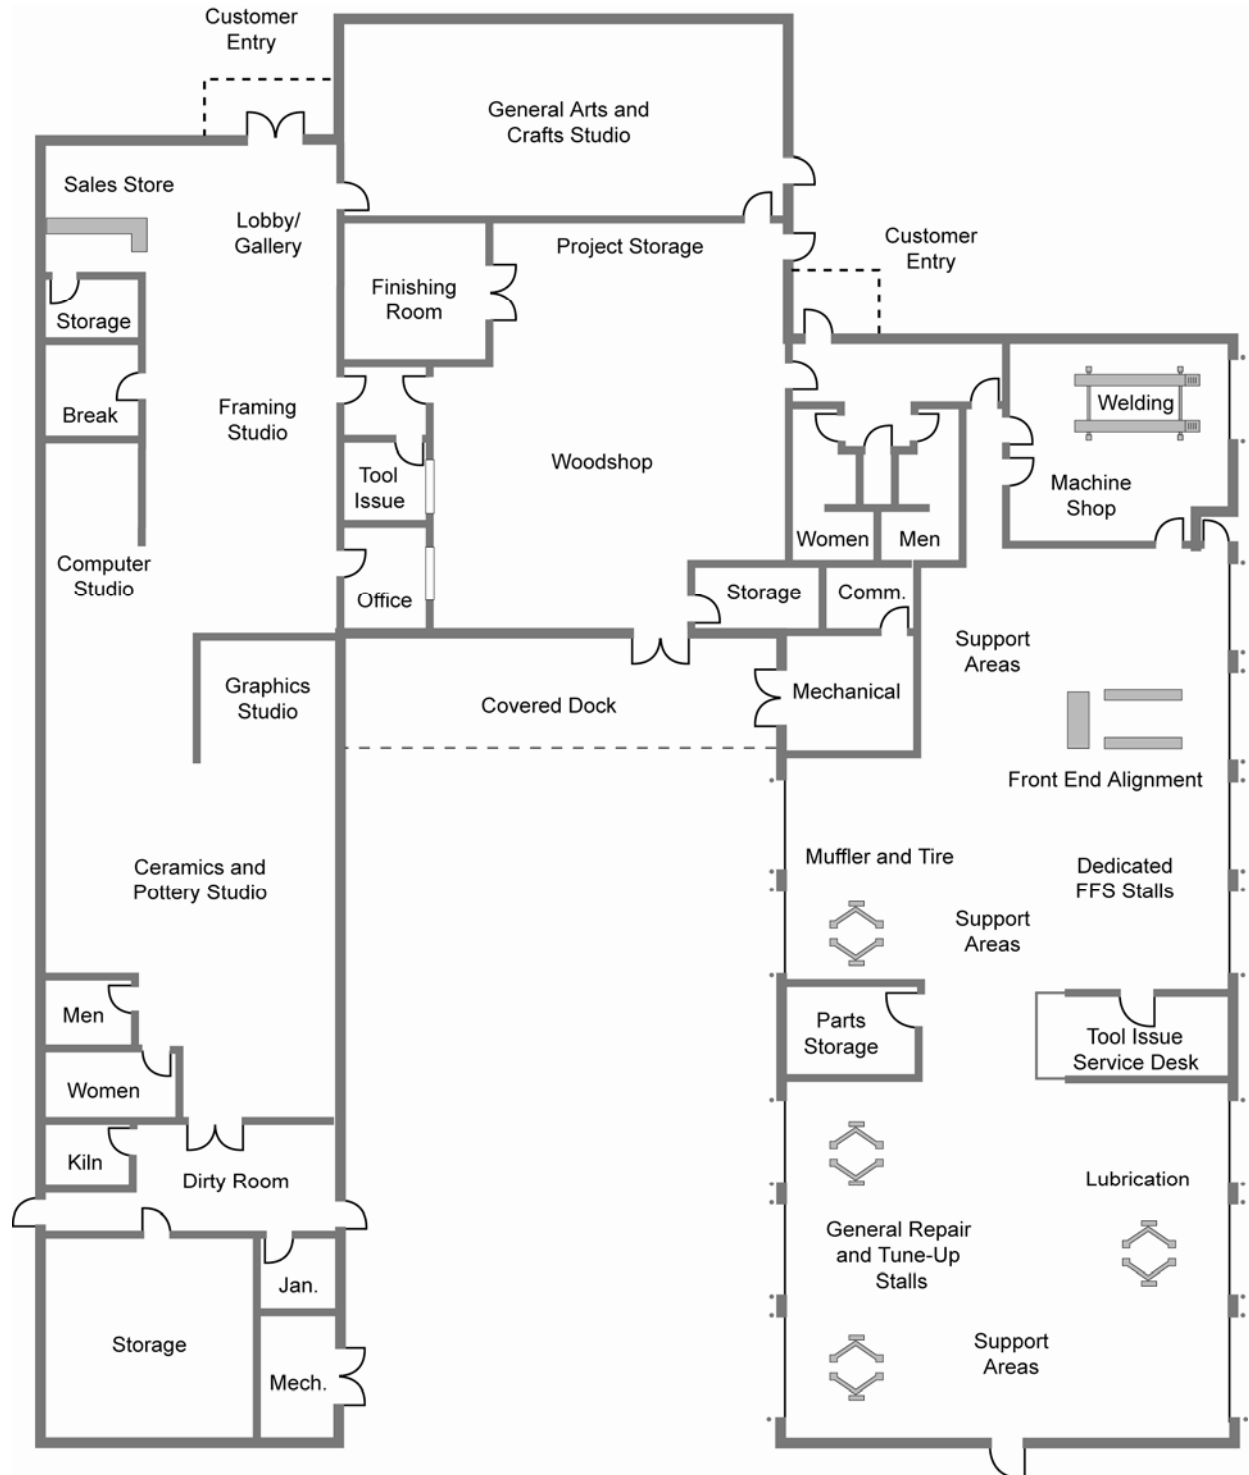 Customer
Entry
General Arts and
Crafts Studio
Sales Store
Lobby/
Gallery
Project Storage
Customer
Entry
Finishing
Room
Storage
Break
Framing
Studio
Welding
Woodshop
Tool
Issue
Machine
Shop
Women
Men
Computer
Studio
Office
Storage
Comm.
Support
Areas
Graphics
Studio
Covered Dock
Mechanical
Front End Alignment
Muffler and Tire
Ceramics and
Pottery Studio
Dedicated
FFS Stalls
Support
Areas
Men
Parts
Storage
Tool Issue
Service Desk
Women
Kiln
Dirty Room
Lubrication
General Repair
and Tune-Up
Stalls
Jan.
Storage
Support
Areas
Mech.